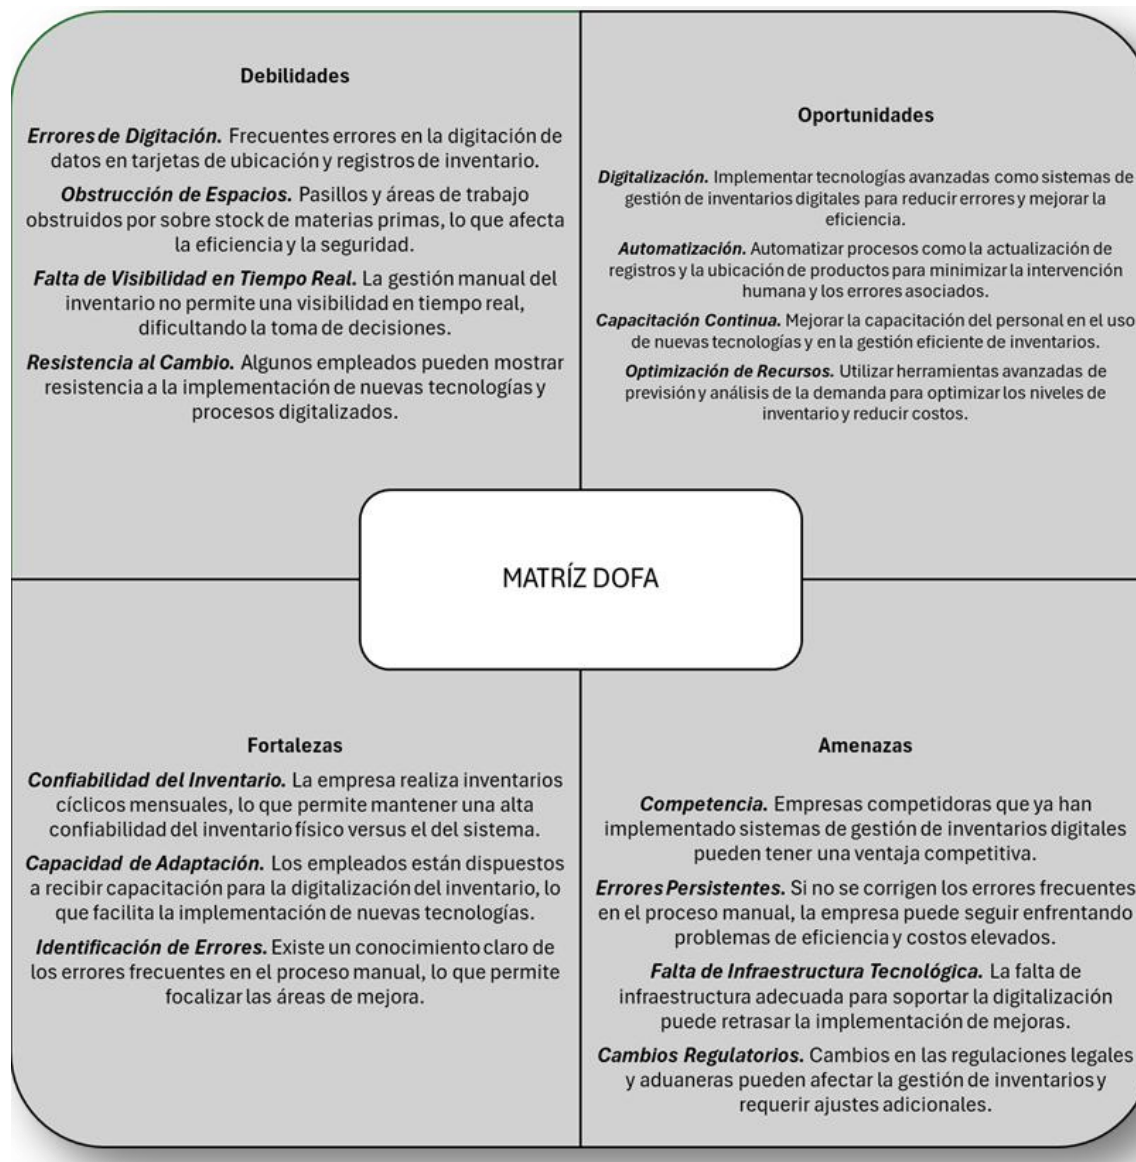 Debilidades
Errores de Digitación. Frecuentes errores en la digitación de
datos en tarjetas de ubicación y registros de inventario.
Obstrucción de Espacios. Pasillos y áreas de trabajo
obstruidos por sobre stock de materias primas, lo que afecta
la eficiencia y la seguridad.
Falta de Visibilidad en Tiempo Real. La gestión manual del
inventario no permite una visibilidad en tiempo real,
dificultando la toma de decisiones.
Resistencia al Cambio. Algunos empleados pueden mostrar
resistencia a la implementación de nuevas tecnologías y
procesos digitalizados.
Oportunidades
Digitalización. Implementar tecnologías avanzadas como sistemas de
gestión de inventarios digitales para reducir errores y mejorar la
eficiencia.
Automatización. Automatizar procesos como la actualización de
registros y la ubicación de productos para minimizar la intervención
humana y los errores asociados.
Capacitación Continua. Mejorar la capacitación del personal en el uso
de nuevas tecnologías y en la gestión eficiente de inventarios.
Optimización de Recursos. Utilizar herramientas avanzadas de
previsión y análisis de la demanda para optimizar los niveles de
inventario y reducir costos.
MATRÍZ DOFA
Fortalezas
Confiabilidad del Inventario. La empresa realiza inventarios
cíclicos mensuales, lo que permite mantener una alta
confiabilidad del inventario físico versus el del sistema.
Capacidad de Adaptación. Los empleados están dispuestos
a recibir capacitación para la digitalización del inventario, lo
que facilita la implementación de nuevas tecnologías.
Identificación de Errores. Existe un conocimiento claro de
los errores frecuentes en el proceso manual, lo que permite
focalizar las áreas de mejora.
Amenazas
Competencia. Empresas competidoras que ya han
implementado sistemas de gestión de inventarios digitales
pueden tener una ventaja competitiva.
Errores Persistentes. Si no se corrigen los errores frecuentes
en el proceso manual, la empresa puede seguir enfrentando
problemas de eficiencia y costos elevados.
Falta de Infraestructura Tecnológica. La falta de
infraestructura adecuada para soportar la digitalización
puede retrasar la implementación de mejoras.
Cambios Regulatorios. Cambios en las regulaciones legales
y aduaneras pueden afectar la gestión de inventarios y
requerir ajustes adicionales.